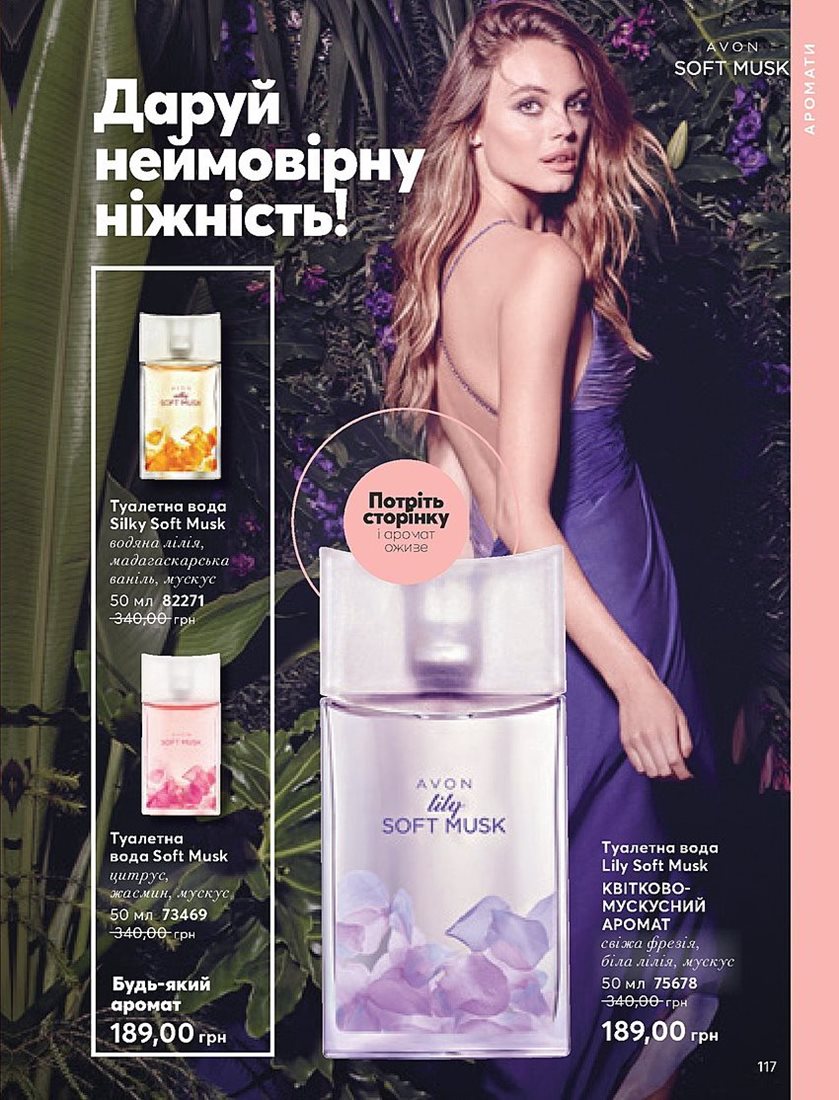 AVON
SOFT MUSK
АРОМАТИ
Даруй
неймовірну
ніжність!
AVON
silky
SOFT MUSK
Туалетна вода
Silky Soft Musk
водяна лілія,
мадагаскарська
ваніль, мускус
50 мл 82271
340,00 грн
AVON
SOFT MUSK
Туалетна
вода Soft Musk
цитрус,
жасмин, мускус
50 мл 73469
340,00 грн
Будь-який
аромат
189,00 грн
Потріть
сторінку
і аромат
оживе
AVON
lily
SOFT MUSK
Туалетна вода
Lily Soft Musk
КВІТКОВО-
МУСКУСНИЙ
АРОМАТ
свіжа фрезія,
біла лілія, мускус
50 мл 75678
340,00 грн
189,00 грн
117